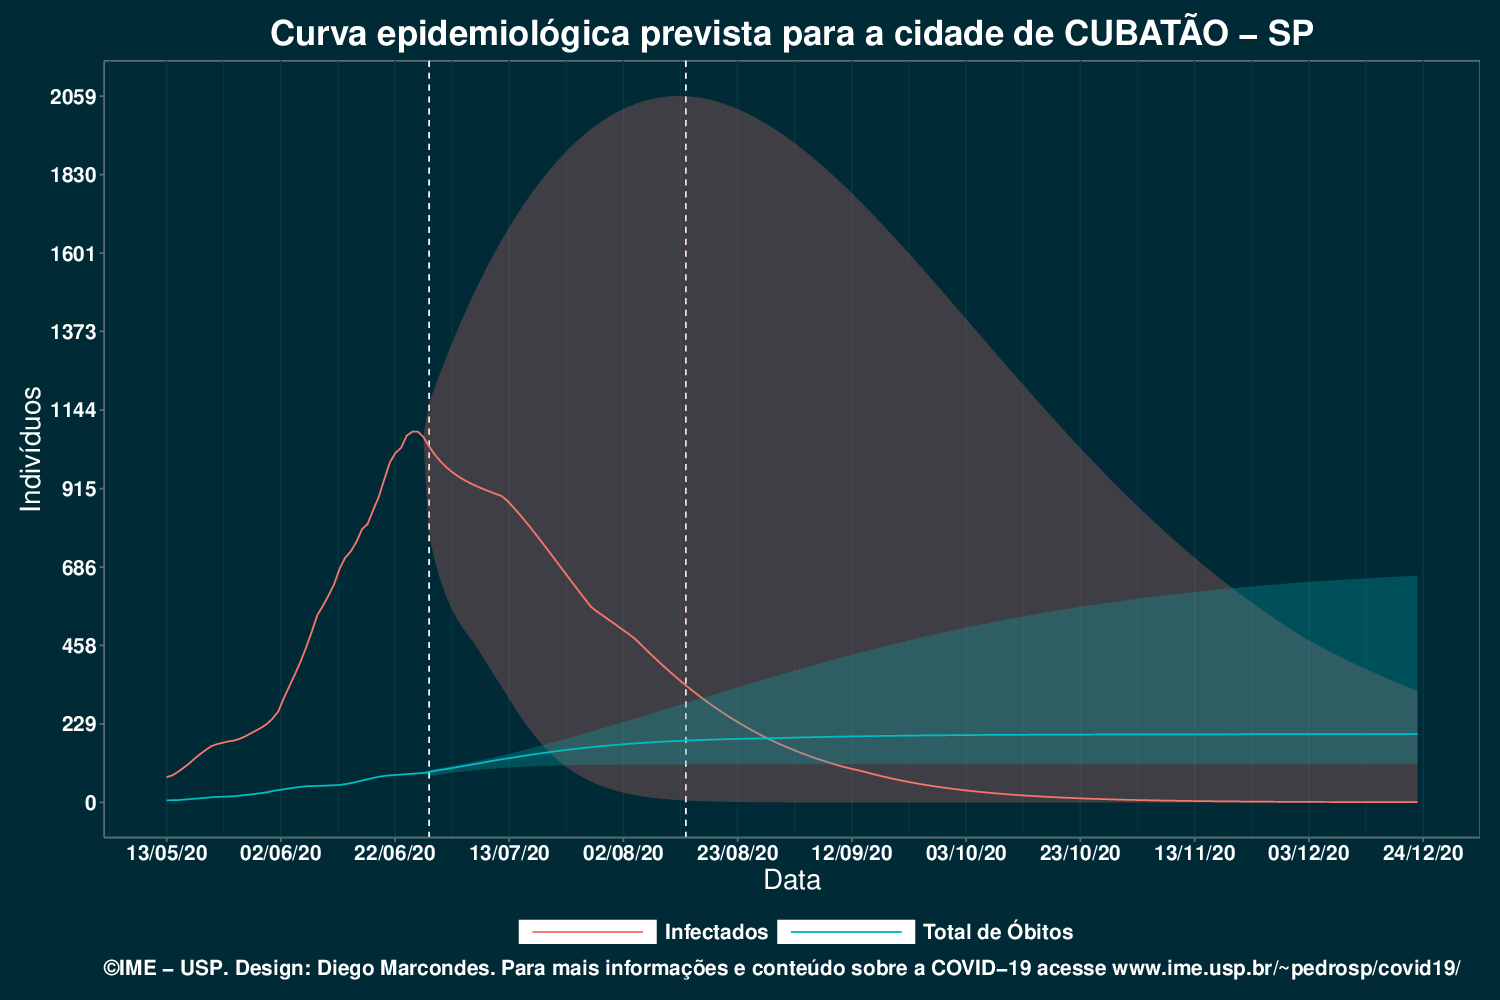 Curva epidemiológica prevista para a cidade de CUBATÃO − SP
2059
1830
1601
1373
1144
915
686
458
229
0
Indivíduos
13/05/20 02/06/20 22/06/20 13/07/20 02/08/20 23/08/20 12/09/20 03/10/20 23/10/20 13/11/20 03/12/20 24/12/20
Data
Infectados Total de Óbitos
©IME − USP. Design: Diego Marcondes. Para mais informações e conteúdo sobre a COVID−19 acesse www.ime.usp.br/~pedrosp/covid19/